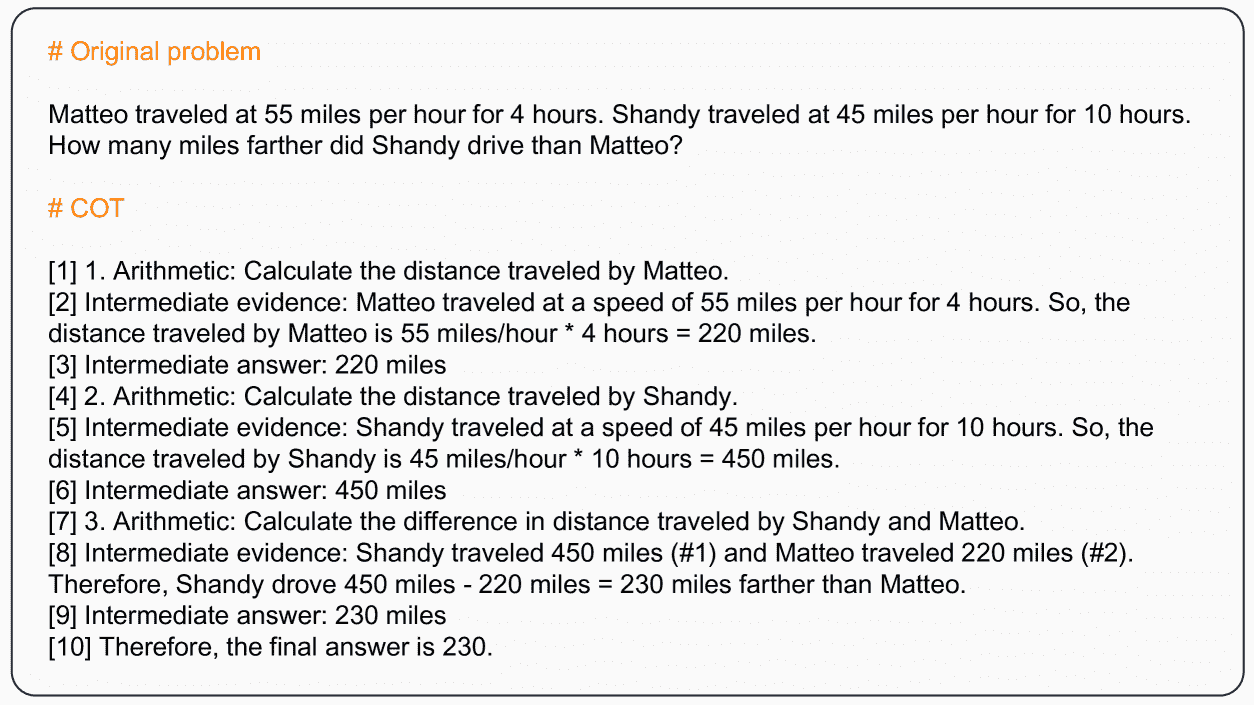 # Original problem
Matteo traveled at 55 miles per hour for 4 hours. Shandy traveled at 45 miles per hour for 10 hours.
How many miles farther did Shandy drive than Matteo?
# COT
[1] 1. Arithmetic: Calculate the distance traveled by Matteo.
[2] Intermediate evidence: Matteo traveled at a speed of 55 miles per hour for 4 hours. So, the
distance traveled by Matteo is 55 miles/hour * 4 hours = 220 miles.
[3] Intermediate answer: 220 miles
[4] 2. Arithmetic: Calculate the distance traveled by Shandy.
[5] Intermediate evidence: Shandy traveled at a speed of 45 miles per hour for 10 hours. So, the
distance traveled by Shandy is 45 miles/hour * 10 hours = 450 miles.
[6] Intermediate answer: 450 miles
[7] 3. Arithmetic: Calculate the difference in distance traveled by Shandy and Matteo.
[8] Intermediate evidence: Shandy traveled 450 miles (#1) and Matteo traveled 220 miles (#2).
Therefore, Shandy drove 450 miles - 220 miles = 230 miles farther than Matteo.
[9] Intermediate answer: 230 miles
[10] Therefore, the final answer is 230.